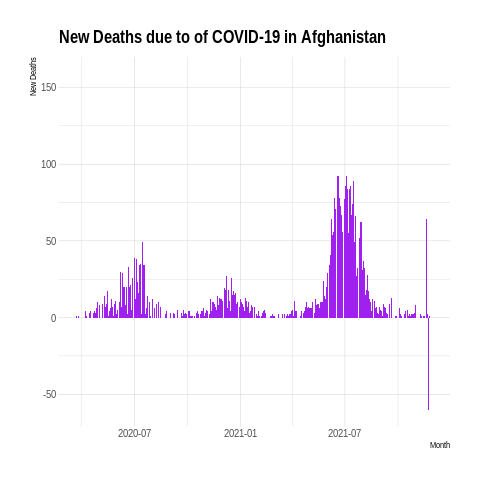 New Deaths due to of COVID-19 in Afghanistan
New Deaths
150
100
50
0
-50
2020-07
2021-01
2021-07
Month